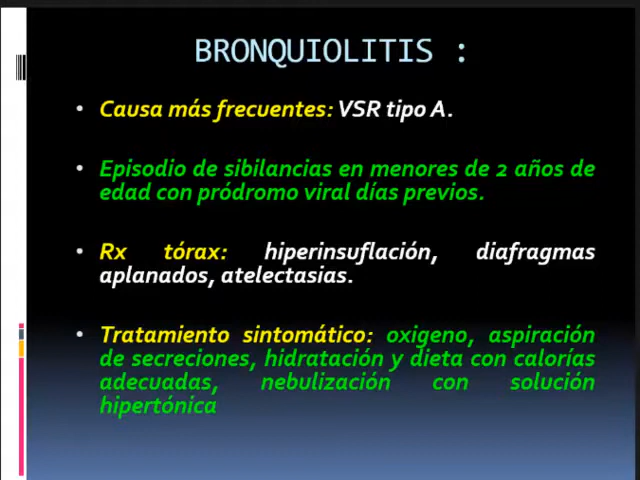 BRONQUIOLITIS :
• Causa más frecuentes: VSR tipo A.
• Episodio de sibilancias en menores de 2 años de
edad con pródromo viral días previos.
• Rx tórax: hiperinsuflación, diafragmas
aplanados, atelectasias.
• Tratamiento sintomático: oxigeno, aspiración
de secreciones, hidratación y dieta con calorías
adecuadas, nebulización con solución
hipertónica